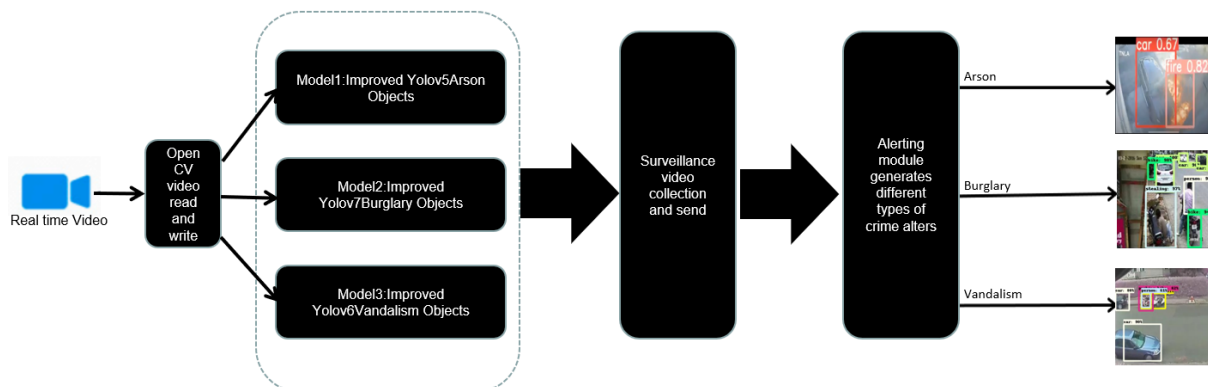 Real time Video
Open
CV
video
read
and
write
Model1:Improved Yolov5Arson
Objects
Model2:Improved
Yolov7Burglary Objects
Model3:Improved
Yolov6Vandalism Objects
Surveillance
video
collection
and send
Alerting
module
generates
different
types of
crime alters
Arson
Burglary
Vandalism
car 0.67
fire 0.82